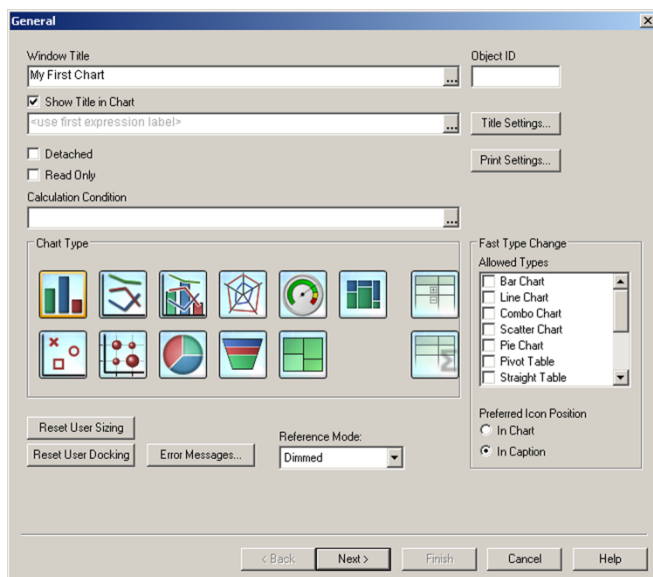 General
Window Title
Object ID
My First Chart
...
Show Title in Chart
<use first expression label>
...
Title Settings...
Detached
Print Settings...
Read Only
Calculation Condition
...
Chart Type
Fast Type Change
Allowed Types
Bar Chart
Line Chart
Combo Chart
Scatter Chart
Pie Chart
Pivot Table
Straight Table
Σ
Preferred Icon Position
In Chart
In Caption
Reset User Sizing
Reference Mode:
Reset User Docking
Error Messages...
Dimmed
< Back
Next >
Finish
Cancel
Help